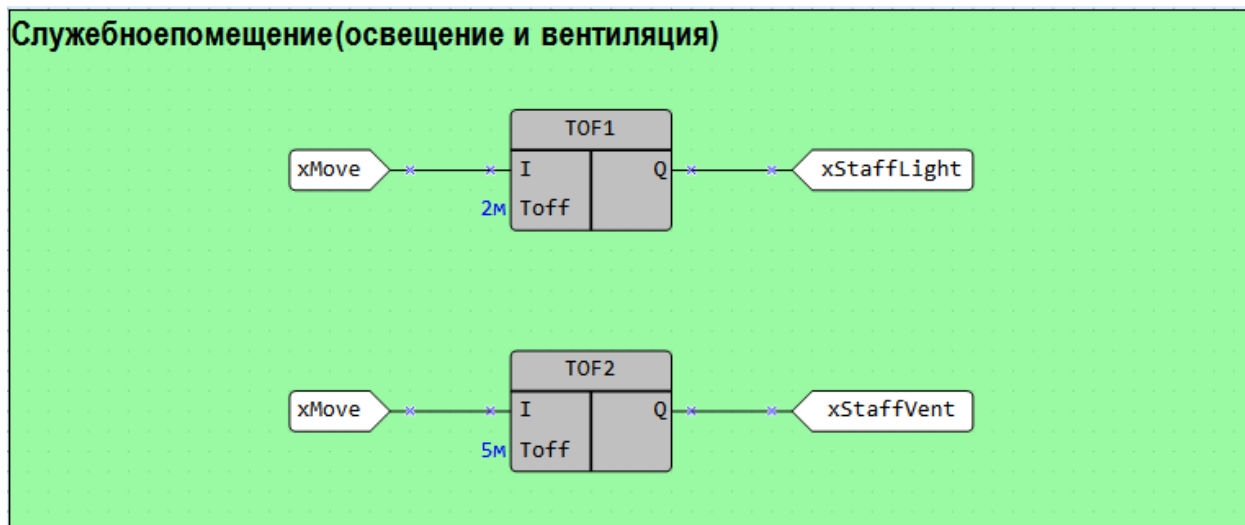 Служебноепомещение(освещение и вентиляция)
TOF1
xMove I Q xStaffLight
2м Toff
TOF2
xMove I Q xStaffVent
5м Toff